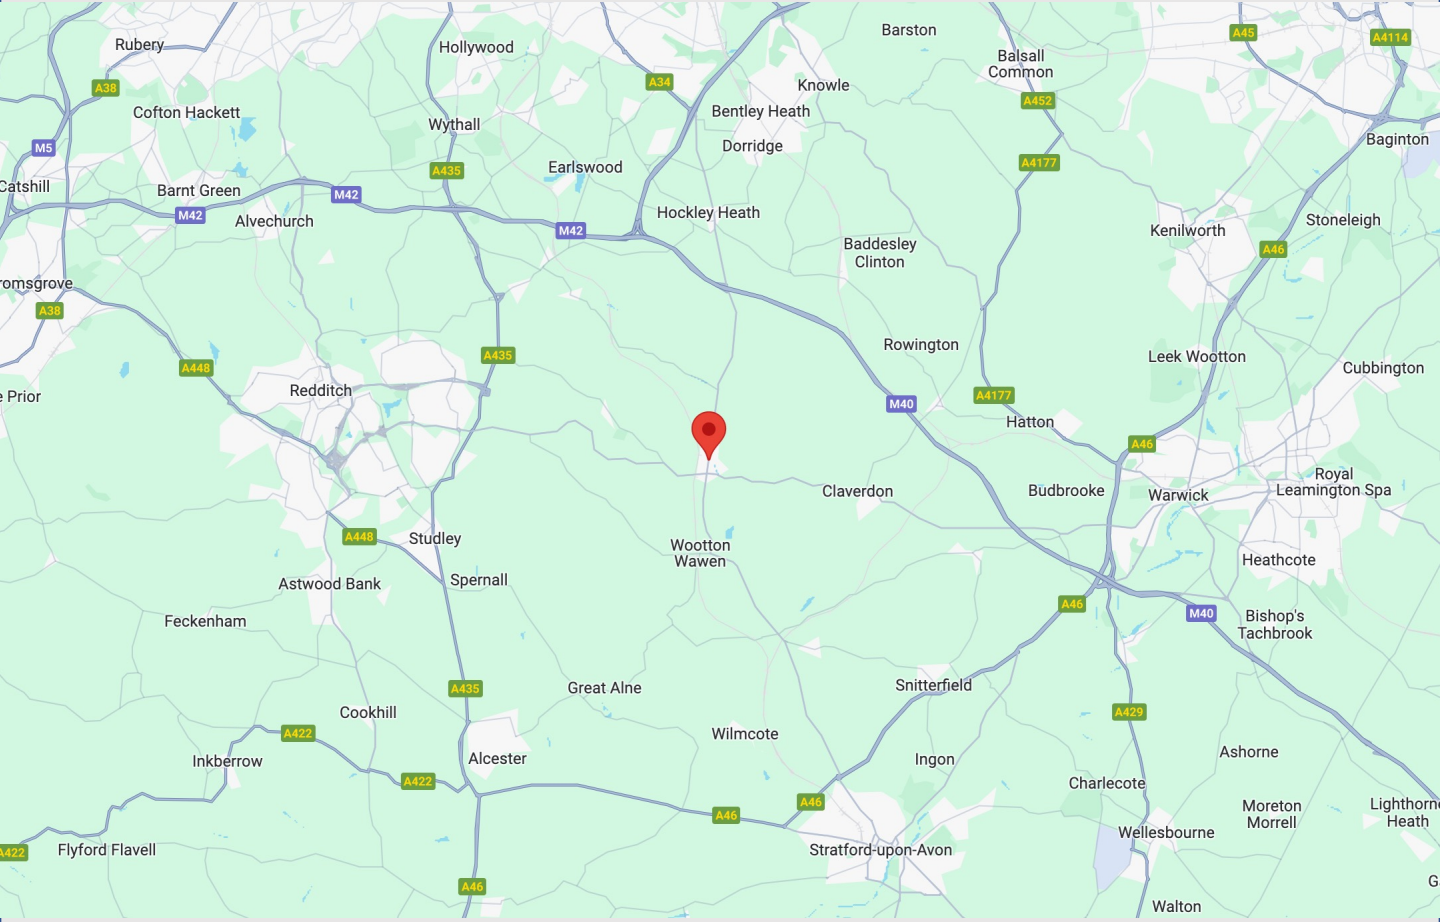 Rubery
Hollywood
Barston
A45
A4114
Balsall
Common
A38
A34
Knowle
A452
Cofton Hackett
Bentley Heath
Wythall
Baginton
M5
Dorridge
A4177
A435
Earlswood
Catshill
Barnt Green
M42
M42
Alvechurch
Hockley Heath
Stoneleigh
M42
Kenilworth
Baddesley
Clinton
A46
romsgrove
A38
Rowington
A435
Leek Wootton
A448
Cubbington
Redditch
e Prior
A4177
M40
Hatton
A46
Claverdon
Budbrooke
Warwick
Royal
Leamington Spa
A448
Studley
Wootton
Wawen
Heathcote
Astwood Bank
Spernall
A46
M40
Feckenham
Bishop's
Tachbrook
A435
Great Alne
Snitterfield
Cookhill
A429
A422
Wilmcote
Inkberrow
Alcester
Ingon
Ashorne
A422
Charlecote
A46
A46
Moreton
Morrell
Lighthorne
Heath
Wellesbourne
A422
Flyford Flavell
Stratford-upon-Avon
G
A46
Walton